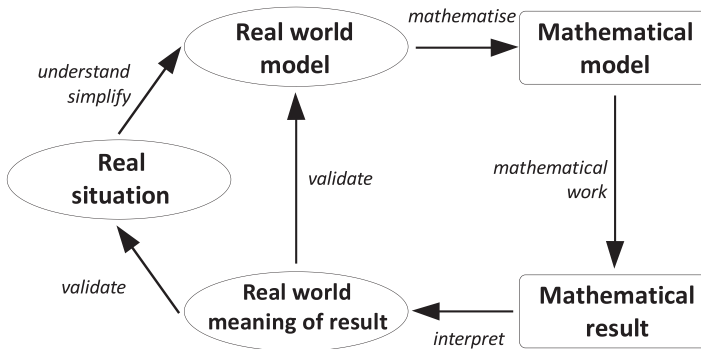 Real world
model
mathematise
Mathematical
model
understand
simplify
Real
situation
validate
mathematical
work
validate
Real world
meaning of result
interpret
Mathematical
result